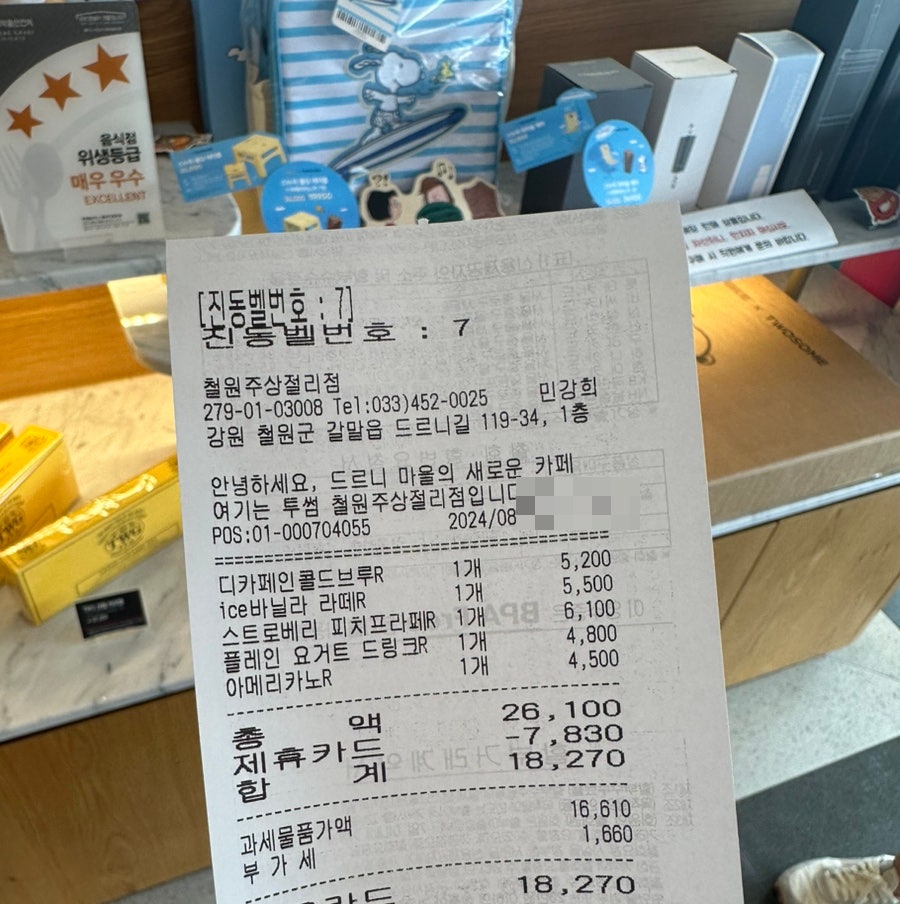 음식점
위생등급
매우 우수
EXCELLENT
X TWOSOME
TWG
[진동벨번호 : 7]
진동벨번호 : 7
철원주상절리점
279-01-03008 Tel:033)452-0025 민강희
강원 철원군 갈말읍 드르니길 119-34, 1층
안녕하세요, 드르니 마을의 새로운 카페
여기는 투썸 철원주상절리점입니다
POS:01-000704055 2024/08
디카페인콜드브루R 1개 5,200
ice바닐라 라떼R 1개 5,500
스트로베리 피치프라페R 1개 6,100
플레인 요거트 드링크R 1개 4,800
아메리카노R 1개 4,500
총 액 26,100
제휴카드 -7,830
합 계 18,270
과세물품가액 16,610
부 가 세 1,660
18,270